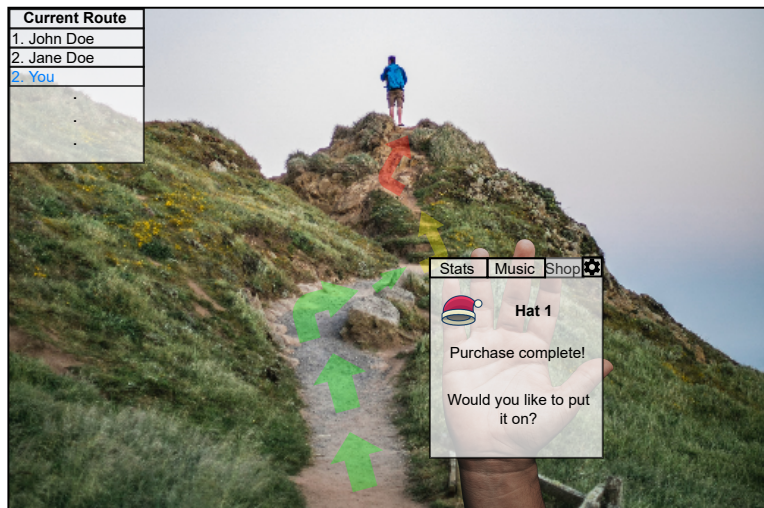 Current Route
1. John Doe
2. Jane Doe
2. You
.
.
.
Stats Music Shop
Hat 1
Purchase complete!
Would you like to put
it on?